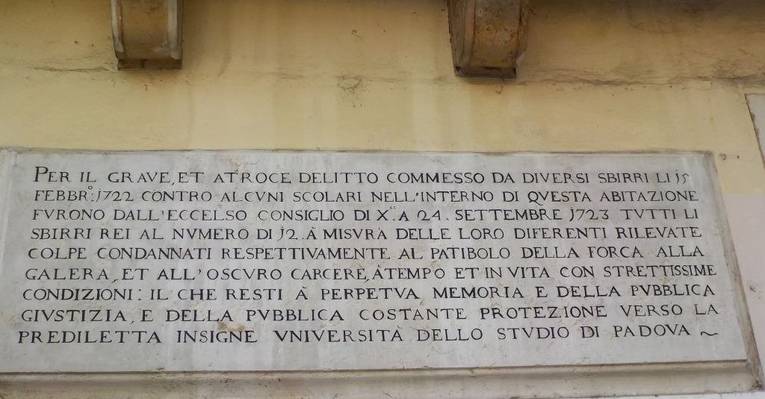 PER IL GRAVE, ET ATROCE DELITTO COMMESSO DA DIVERSI SBIRRI LI 15
FEBBR.º 1722 CONTRO ALCVNI SCOLARI NELL'INTERNO DI QVESTA ABITAZIONE
FVRONO DALL'ECCELSO CONSIGLIO DI X.ᶜⁱ A 24. SETTEMBRE 1723 TVTTI LI
SBIRRI REI AL NVMERO DI 12. À MISVRA DELLE LORO DIFERENTI RILEVATE
COLPE CONDANNATI RESPETTIVAMENTE AL PATIBOLO DELLA FORCA ALLA
GALERA, ET ALL'OSCVRO CARCERE, À TEMPO ET IN VITA CON STRETTISSIME
CONDIZIONI: IL CHE RESTI À PERPETVA MEMORIA E DELLA PVBBLICA
GIVSTIZIA, E DELLA PVBBLICA COSTANTE PROTEZIONE VERSO LA
PREDILETTA INSIGNE VNIVERSITÀ DELLO STVDIO DI PADOVA ~